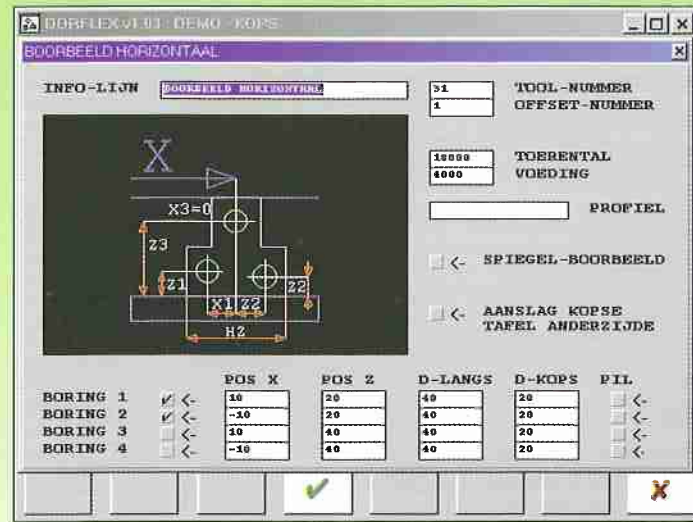 DORFLEX v1.03 : DEMO - KOPS
BOORBEELD HORIZONTAAL
INFO-LIJN BOORBEELD HORIZONTAAL 31 TOOL-NUMMER
1 OFFSET-NUMMER
18000 TOERENTAL
4000 VOEDING
PROFIEL
<- SPIEGEL-BOORBEELD
<- AANSLAG KOPSE
TAFEL ANDERZIJDE
X
X3=0
Z3
Z1
X1 Z2
Z2
HZ
POS X POS Z D-LANGS D-KOPS PIL
BORING 1 <- 10 20 40 20 <-
BORING 2 <- -10 20 40 20 <-
BORING 3 <- 10 40 40 20 <-
BORING 4 <- -10 40 40 20 <-